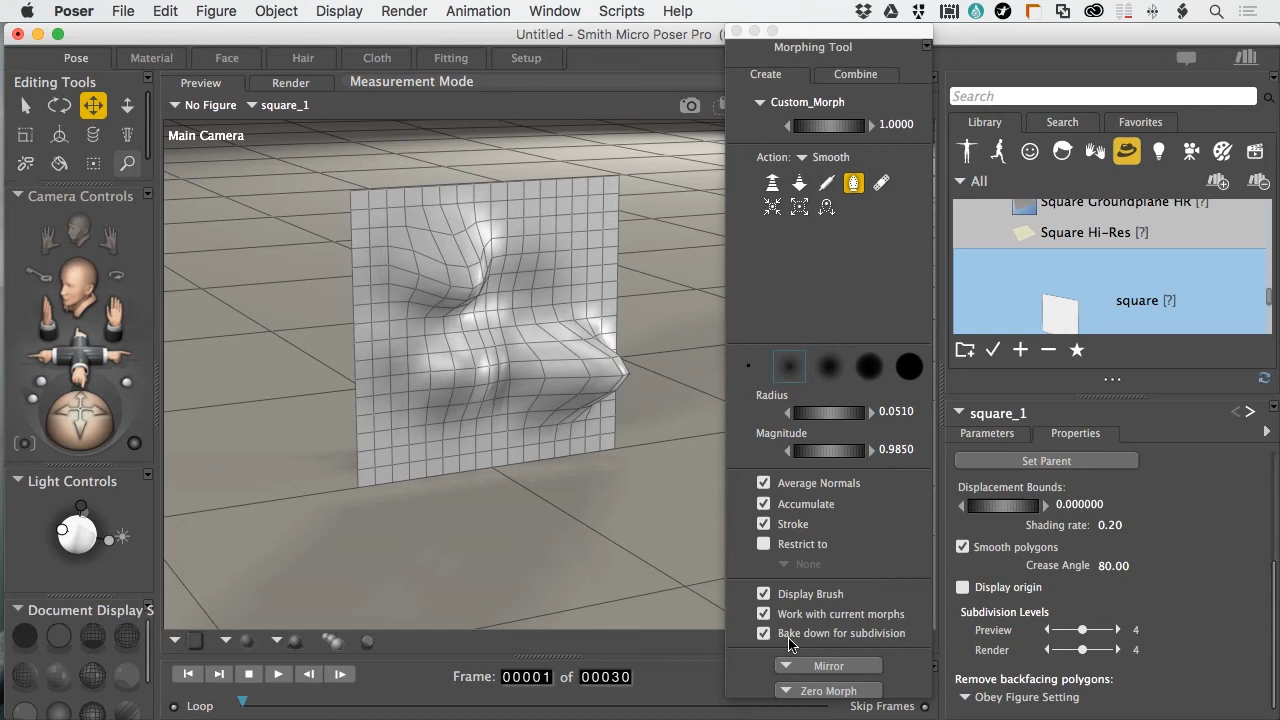 Poser File Edit Figure Object Display Render Animation Window Scripts Help
Untitled - Smith Micro Poser Pro
Pose Material Face Hair Cloth Fitting Setup
Editing Tools
Camera Controls
Light Controls
Document Display S
Preview Render Measurement Mode
No Figure square_1
Main Camera
Loop
Frame: 00001 of 00030
Skip Frames
Morphing Tool
Create Combine
Custom_Morph
1.0000
Action: Smooth
Radius
0.0510
Magnitude
0.9850
Average Normals
Accumulate
Stroke
Restrict to
None
Display Brush
Work with current morphs
Bake down for subdivision
Mirror
Zero Morph
Search
Library Search Favorites
All
Square Groundplane HR [?]
Square Hi-Res [?]
square [?]
square_1
Parameters Properties
Set Parent
Displacement Bounds:
0.000000
Shading rate: 0.20
Smooth polygons
Crease Angle 80.00
Display origin
Subdivision Levels
Preview 4
Render 4
Remove backfacing polygons:
Obey Figure Setting